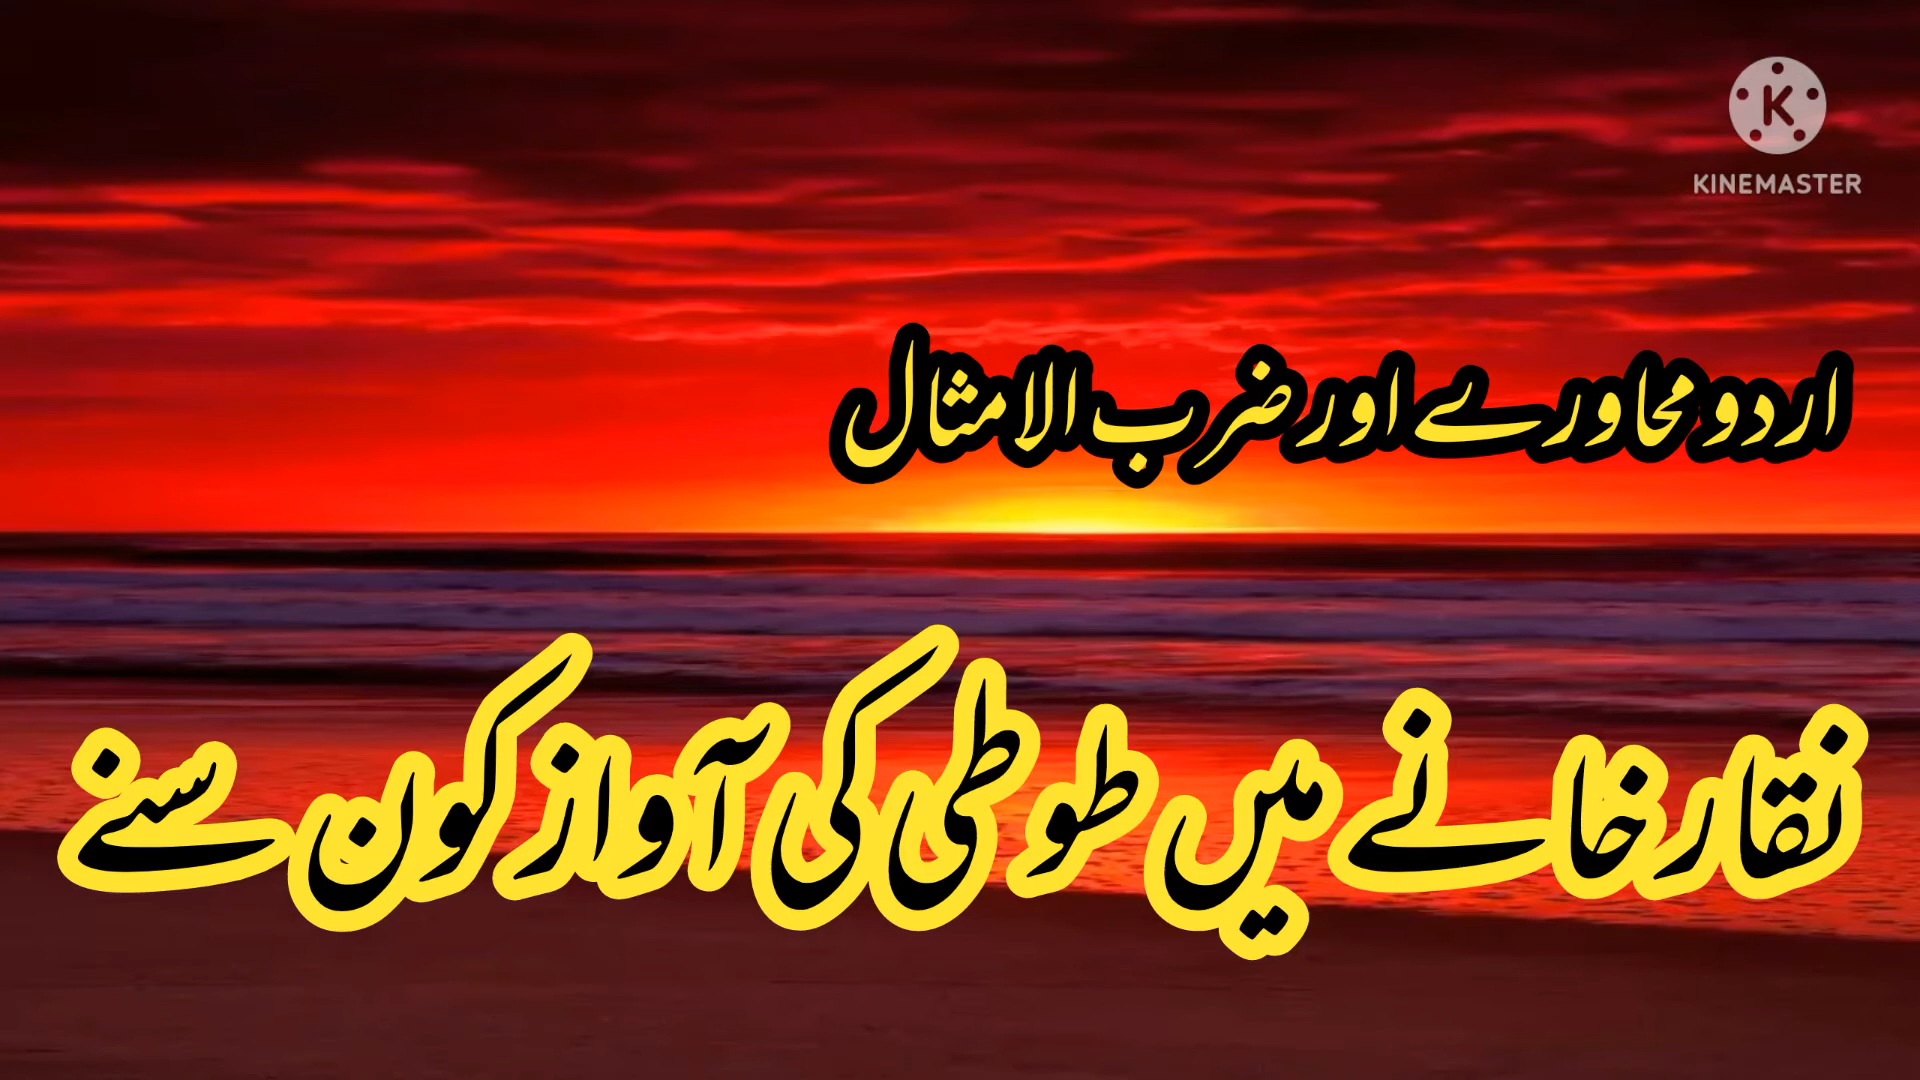 KINEMASTER
اردو محاورے اور ضرب الامثال
نقار خانے میں طوطی کی آواز کون سنے